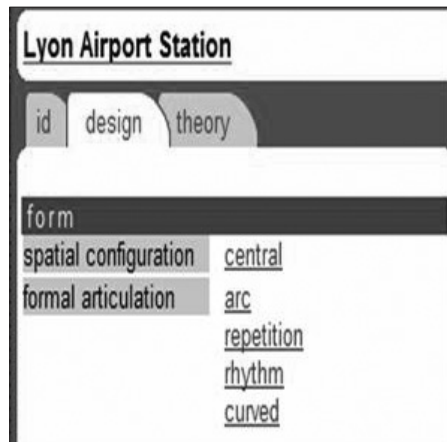 Lyon Airport Station
id design theory
form
spatial configuration central
formal articulation arc
repetition
rhythm
curved